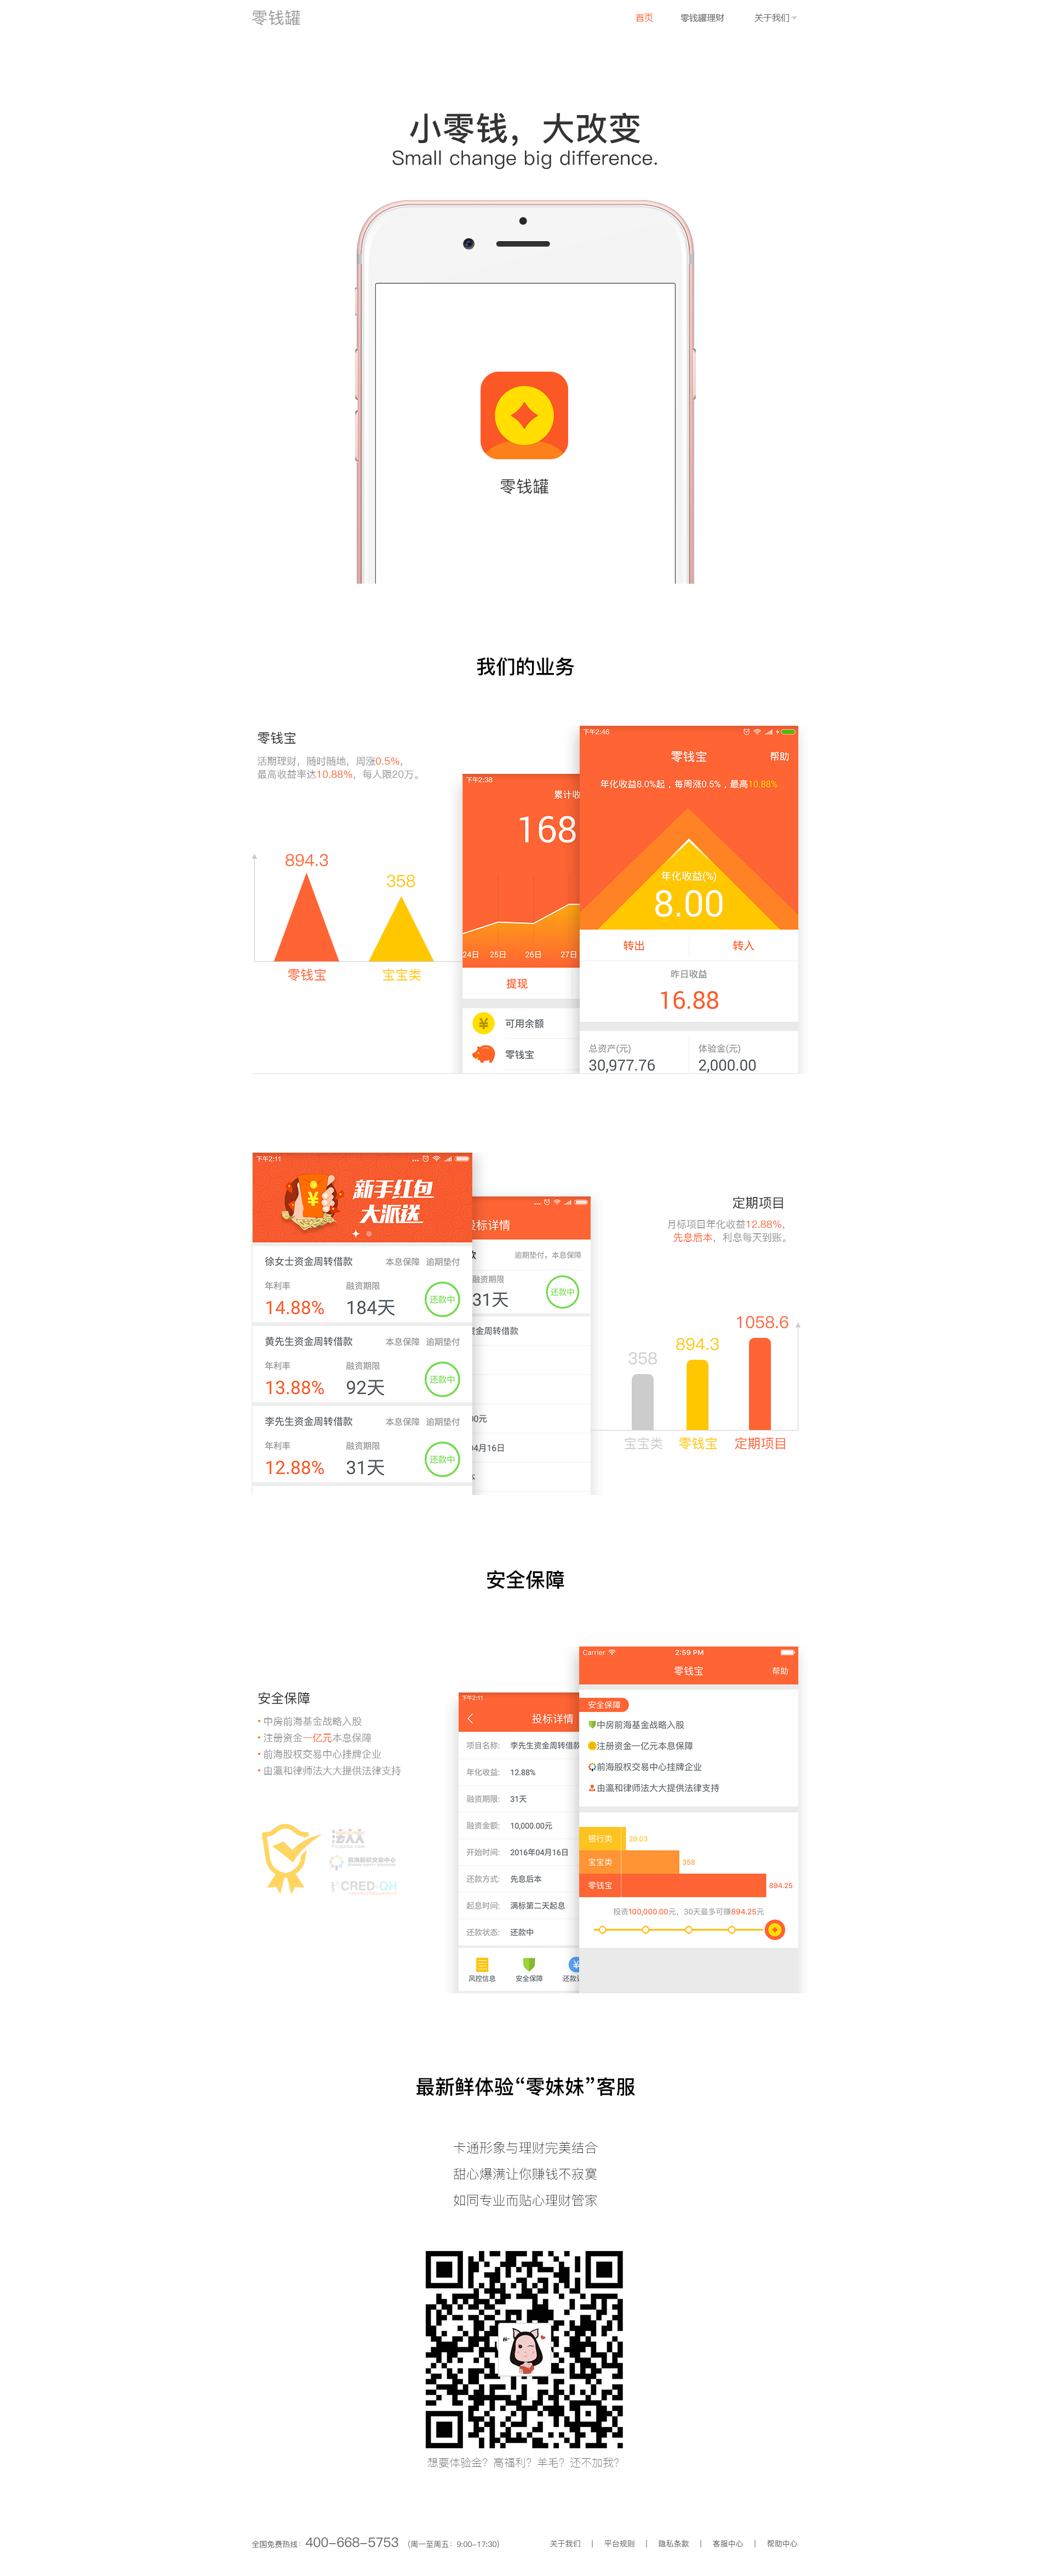 零钱罐
首页 零钱罐理财 关于我们
小零钱，大改变
Small change big difference.
零钱罐
我们的业务
零钱宝
活期理财，随时随地，周涨0.5%，
最高收益率达10.88%，每人限20万。
894.3
358
零钱宝 宝宝类
下午2:38
累计收
168
24日 25日 26日 27日
提现
可用余额
零钱宝
下午2:46
零钱宝 帮助
年化收益8.0%起，每周涨0.5%，最高10.88%
年化收益(%)
8.00
转出 转入
昨日收益
16.88
总资产(元) 体验金(元)
30,977.76 2,000.00
下午2:11
新手红包
大派送
徐女士资金周转借款 本息保障 逾期垫付
年利率 融资期限
14.88% 184天 还款中
黄先生资金周转借款 本息保障 逾期垫付
年利率 融资期限
13.88% 92天 还款中
李先生资金周转借款 本息保障 逾期垫付
年利率 融资期限
12.88% 31天 还款中
投标详情
款 逾期垫付，本息保障
融资期限
31天 还款中
资金周转借款
00元
04月16日
本
定期项目
月标项目年化收益12.88%，
先息后本，利息每天到账。
1058.6
894.3
358
宝宝类 零钱宝 定期项目
安全保障
安全保障
• 中房前海基金战略入股
• 注册资金一亿元本息保障
• 前海股权交易中心挂牌企业
• 由瀛和律师法大大提供法律支持
法大大
前海股权交易中心
CRED-QH
下午2:11
投标详情
项目名称: 李先生资金周转借款
年化收益: 12.88%
融资期限: 31天
融资金额: 10,000.00元
开始时间: 2016年04月16日
还款方式: 先息后本
起息时间: 满标第二天起息
还款状态: 还款中
风控信息 安全保障 还款
Carrier 2:59 PM
零钱宝 帮助
安全保障
中房前海基金战略入股
注册资金一亿元本息保障
前海股权交易中心挂牌企业
由瀛和律师法大大提供法律支持
银行类 29.03
宝宝类 358
零钱宝 894.25
投资100,000.00元，30天最多可赚894.25元
最新鲜体验“零妹妹”客服
卡通形象与理财完美结合
甜心爆满让你赚钱不寂寞
如同专业而贴心理财管家
想要体验金？高福利？羊毛？还不加我？
全国免费热线：400-668-5753 （周一至周五：9:00-17:30）
关于我们 | 平台规则 | 隐私条款 | 客服中心 | 帮助中心